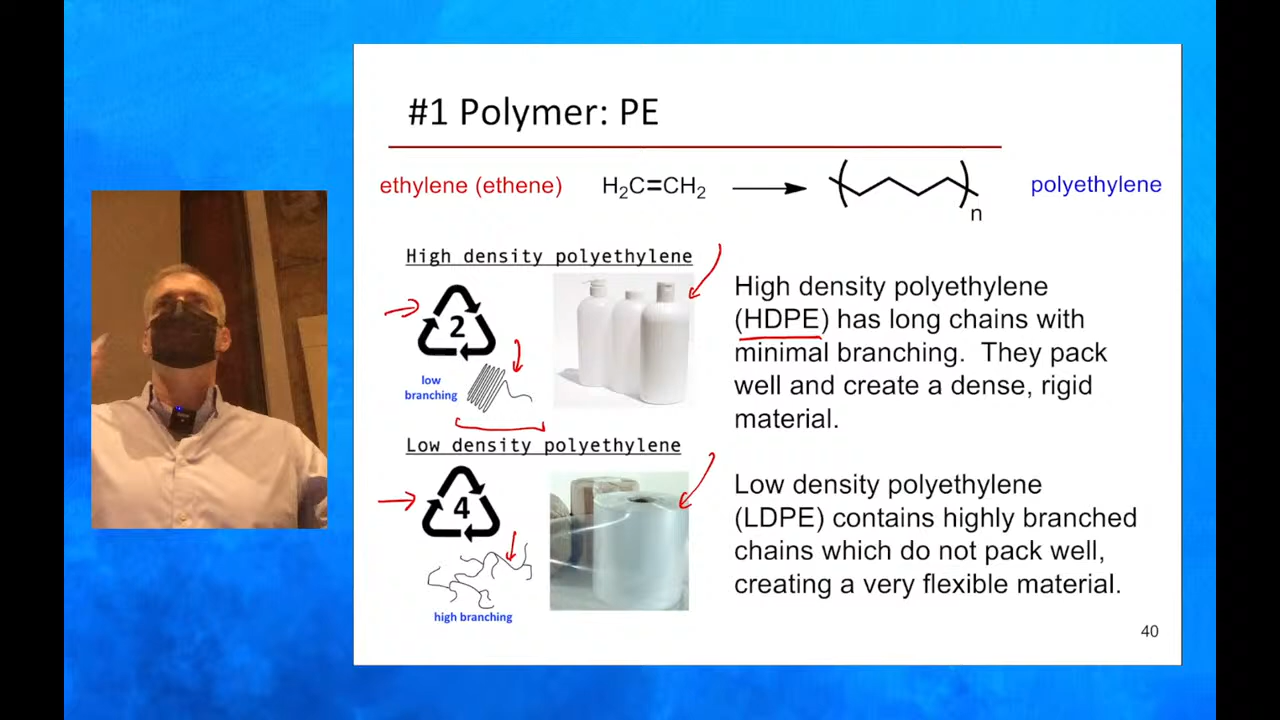 #1 Polymer: PE
ethylene (ethene) H₂C=CH₂ n polyethylene
High density polyethylene
2
low
branching
High density polyethylene
(HDPE) has long chains with
minimal branching. They pack
well and create a dense, rigid
material.
Low density polyethylene
4
high branching
Low density polyethylene
(LDPE) contains highly branched
chains which do not pack well,
creating a very flexible material.
40